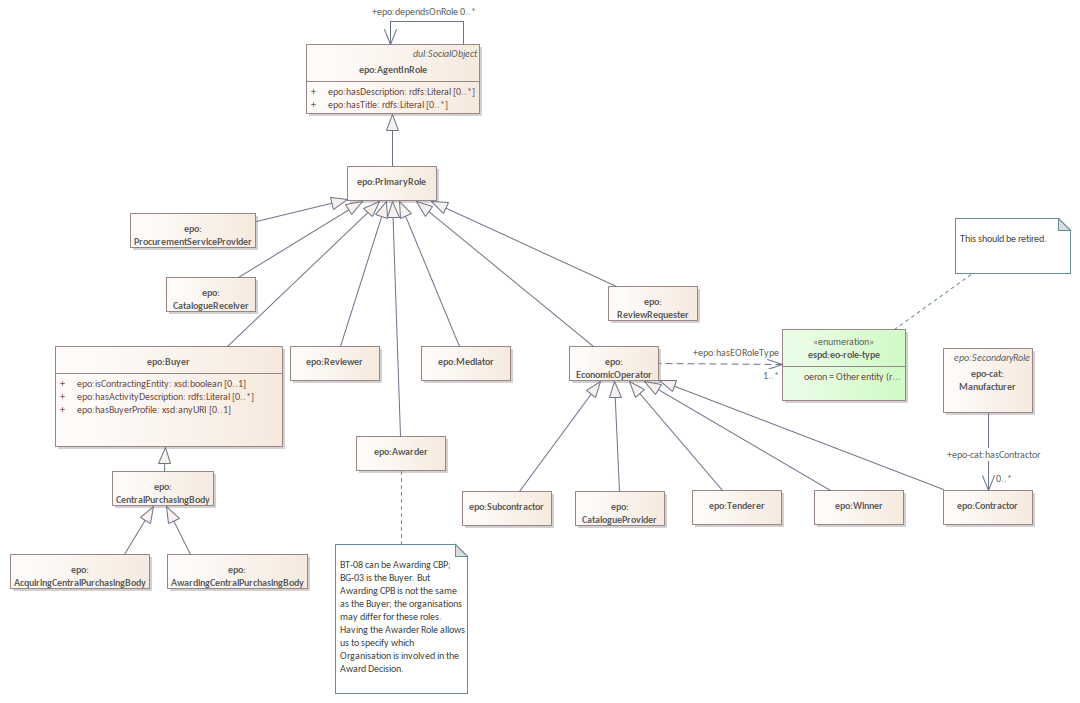 +epo:dependsOnRole 0..*
dul:SocialObject
epo:AgentInRole
+ epo:hasDescription: rdfs:Literal [0..*]
+ epo:hasTitle: rdfs:Literal [0..*]
epo:PrimaryRole
epo:
ProcurementServiceProvider
This should be retired.
epo:
CatalogueReceiver
epo:
ReviewRequester
epo:Buyer
+ epo:isContractingEntity: xsd:boolean [0..1]
+ epo:hasActivityDescription: rdfs:Literal [0..*]
+ epo:hasBuyerProfile: xsd:anyURI [0..1]
epo:Reviewer
epo:Mediator
epo:
EconomicOperator
+epo:hasEORoleType
1..*
«enumeration»
espd:eo-role-type
oeron = Other entity (r...
epo:SecondaryRole
epo-cat:
Manufacturer
+epo-cat:hasContractor
0..*
epo:Awarder
epo:
CentralPurchasingBody
epo:Subcontractor
epo:
CatalogueProvider
epo:Tenderer
epo:Winner
epo:Contractor
epo:
AcquiringCentralPurchasingBody
epo:
AwardingCentralPurchasingBody
BT-08 can be Awarding CBP;
BG-03 is the Buyer. But
Awarding CPB is not the same
as the Buyer; the organisations
may differ for these roles.
Having the Awarder Role allows
us to specify which
Organisation is involved in the
Award Decision.